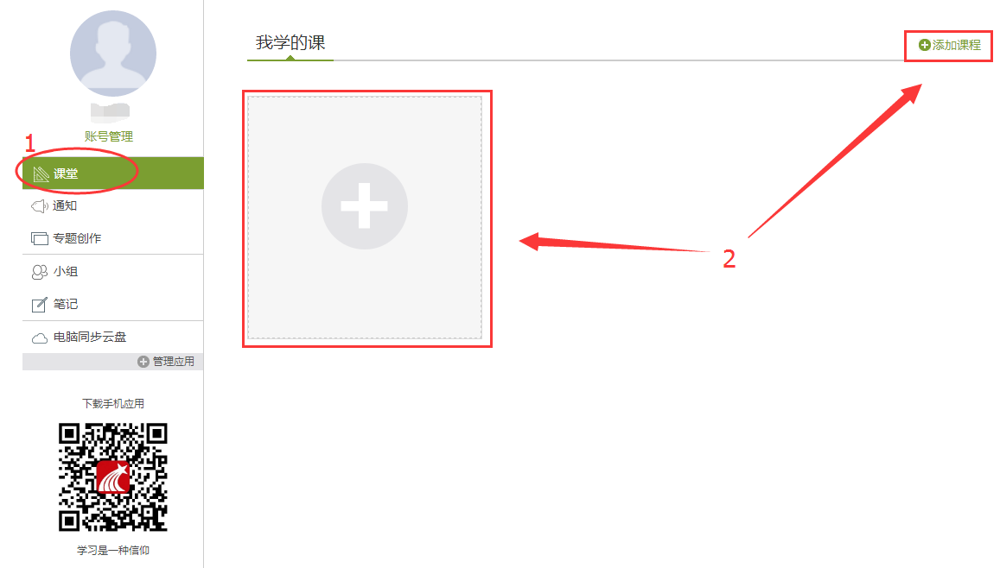 账号管理
1
课堂
通知
专题创作
小组
笔记
电脑同步云盘
管理应用
下载手机应用
学习是一种信仰
我学的课
添加课程
2